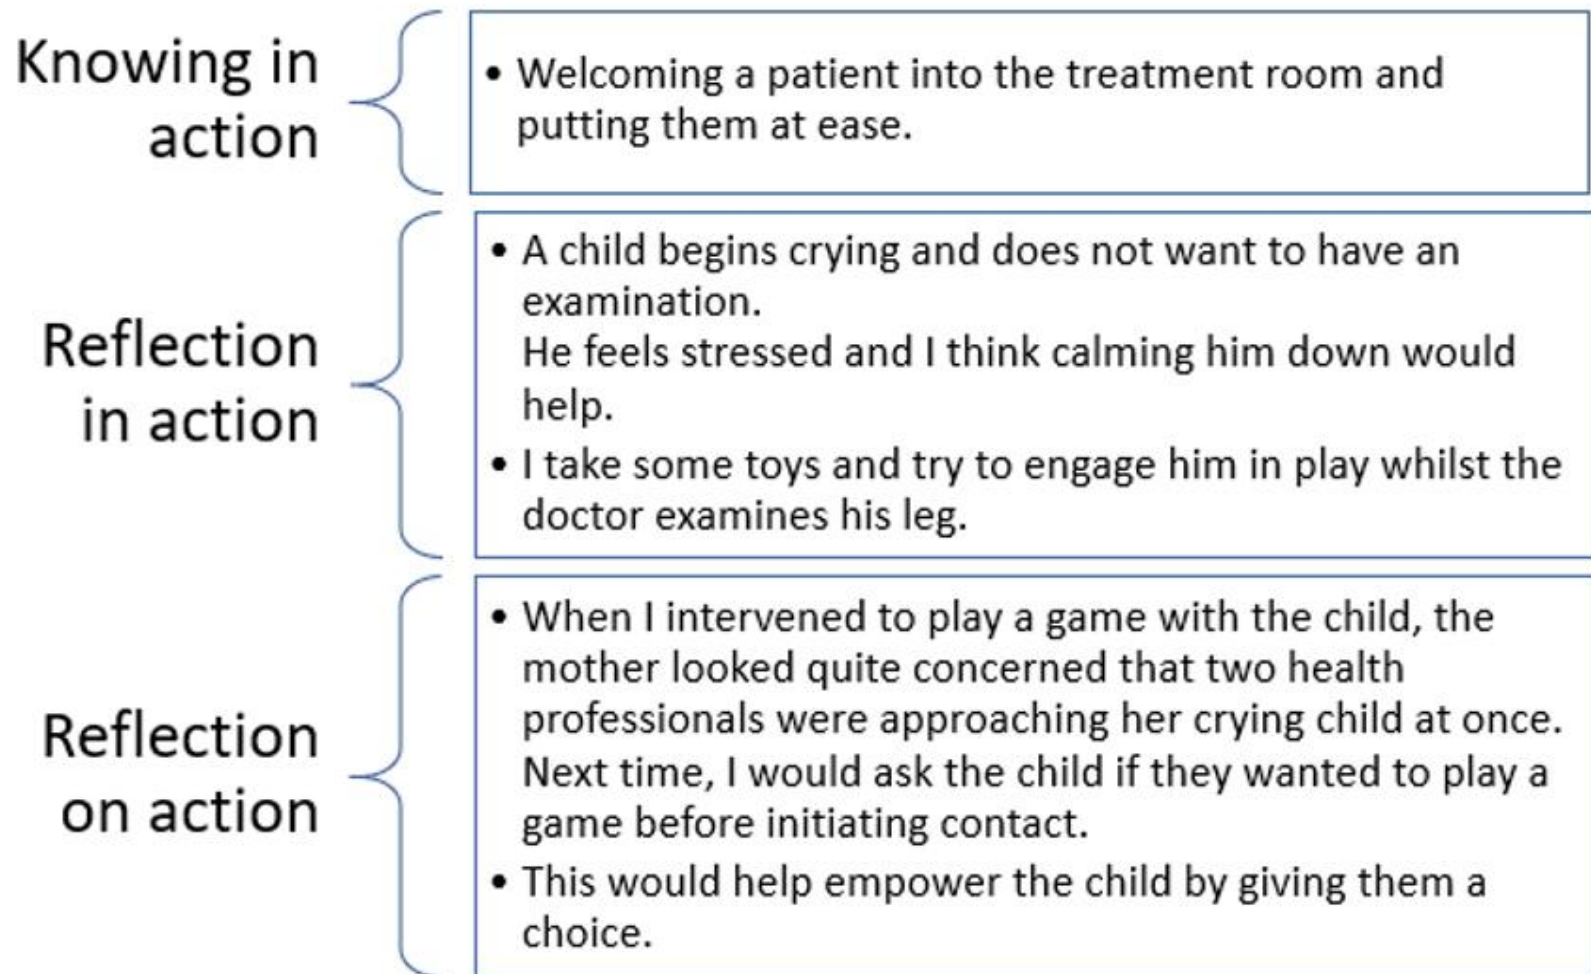 Knowing in
action
• Welcoming a patient into the treatment room and
putting them at ease.
Reflection
in action
• A child begins crying and does not want to have an
examination.
He feels stressed and I think calming him down would
help.
• I take some toys and try to engage him in play whilst the
doctor examines his leg.
Reflection
on action
• When I intervened to play a game with the child, the
mother looked quite concerned that two health
professionals were approaching her crying child at once.
Next time, I would ask the child if they wanted to play a
game before initiating contact.
• This would help empower the child by giving them a
choice.